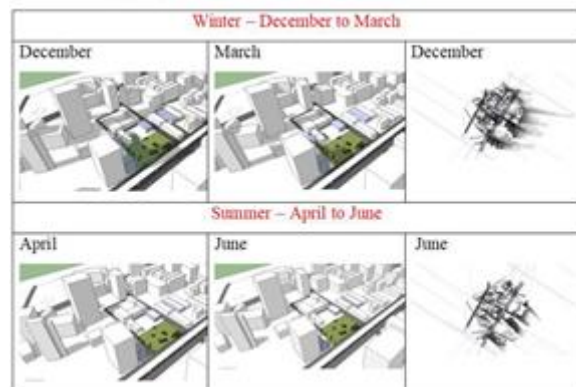 Winter – December to March
December March December
Summer – April to June
April June June